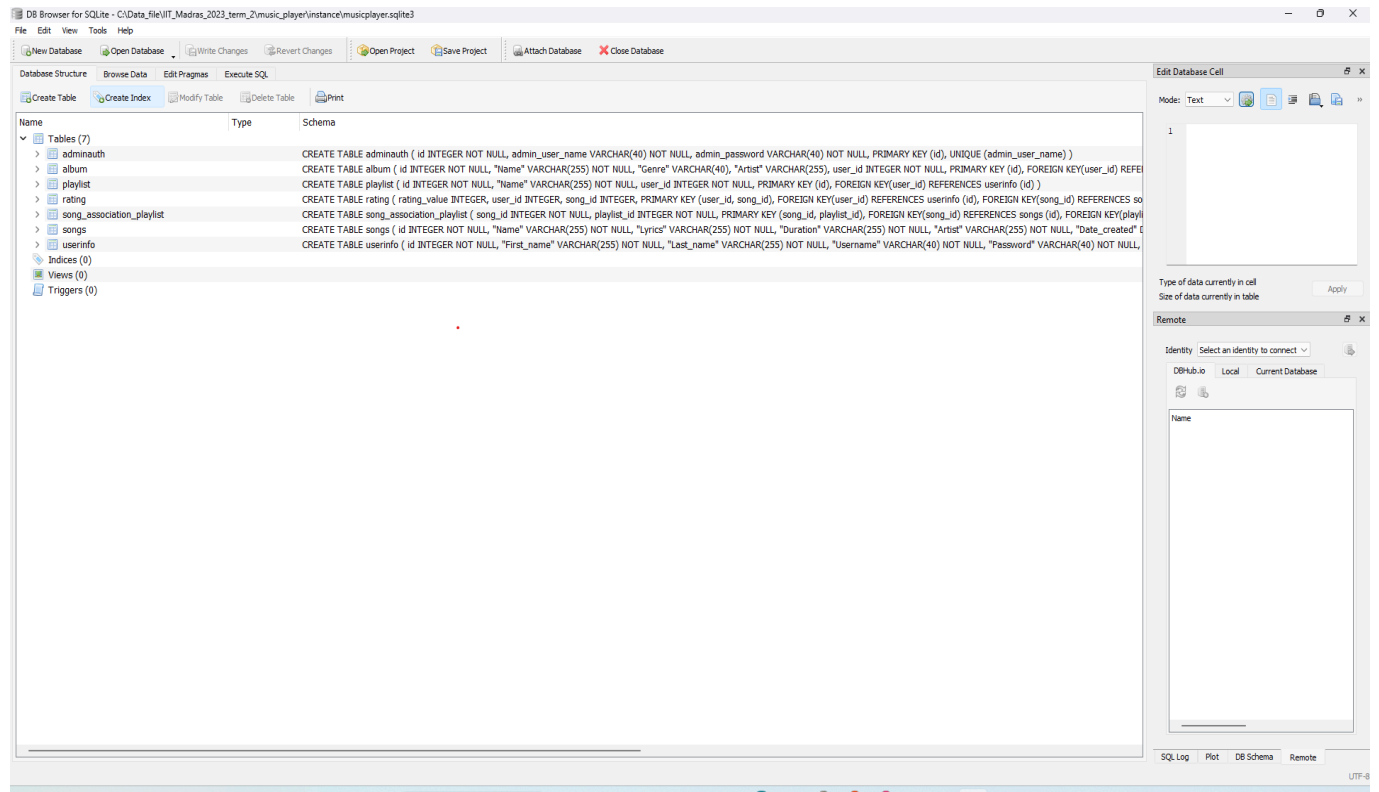 DB Browser for SQLite - C:\Data_file\IIT_Madras_2023_term_2\music_player\instance\musicplayer.sqlite3
File Edit View Tools Help
New Database Open Database Write Changes Revert Changes Open Project Save Project Attach Database Close Database
Database Structure Browse Data Edit Pragmas Execute SQL
Create Table Create Index Modify Table Delete Table Print
Name Type Schema
Tables (7)
adminauth CREATE TABLE adminauth ( id INTEGER NOT NULL, admin_user_name VARCHAR(40) NOT NULL, admin_password VARCHAR(40) NOT NULL, PRIMARY KEY (id), UNIQUE (admin_user_name) )
album CREATE TABLE album ( id INTEGER NOT NULL, "Name" VARCHAR(255) NOT NULL, "Genre" VARCHAR(40), "Artist" VARCHAR(255), user_id INTEGER NOT NULL, PRIMARY KEY (id), FOREIGN KEY(user_id) REFE
playlist CREATE TABLE playlist ( id INTEGER NOT NULL, "Name" VARCHAR(255) NOT NULL, user_id INTEGER NOT NULL, PRIMARY KEY (id), FOREIGN KEY(user_id) REFERENCES userinfo (id) )
rating CREATE TABLE rating ( rating_value INTEGER, user_id INTEGER, song_id INTEGER, PRIMARY KEY (user_id, song_id), FOREIGN KEY(user_id) REFERENCES userinfo (id), FOREIGN KEY(song_id) REFERENCES so
song_association_playlist CREATE TABLE song_association_playlist ( song_id INTEGER NOT NULL, playlist_id INTEGER NOT NULL, PRIMARY KEY (song_id, playlist_id), FOREIGN KEY(song_id) REFERENCES songs (id), FOREIGN KEY(playli
songs CREATE TABLE songs ( id INTEGER NOT NULL, "Name" VARCHAR(255) NOT NULL, "Lyrics" VARCHAR(255) NOT NULL, "Duration" VARCHAR(255) NOT NULL, "Artist" VARCHAR(255) NOT NULL, "Date_created" D
userinfo CREATE TABLE userinfo ( id INTEGER NOT NULL, "First_name" VARCHAR(255) NOT NULL, "Last_name" VARCHAR(255) NOT NULL, "Username" VARCHAR(40) NOT NULL, "Password" VARCHAR(40) NOT NULL,
Indices (0)
Views (0)
Triggers (0)
Edit Database Cell
Mode: Text
1
Type of data currently in cell
Size of data currently in table
Apply
Remote
Identity Select an identity to connect
DBHub.io Local Current Database
Name
SQL Log Plot DB Schema Remote
UTF-8